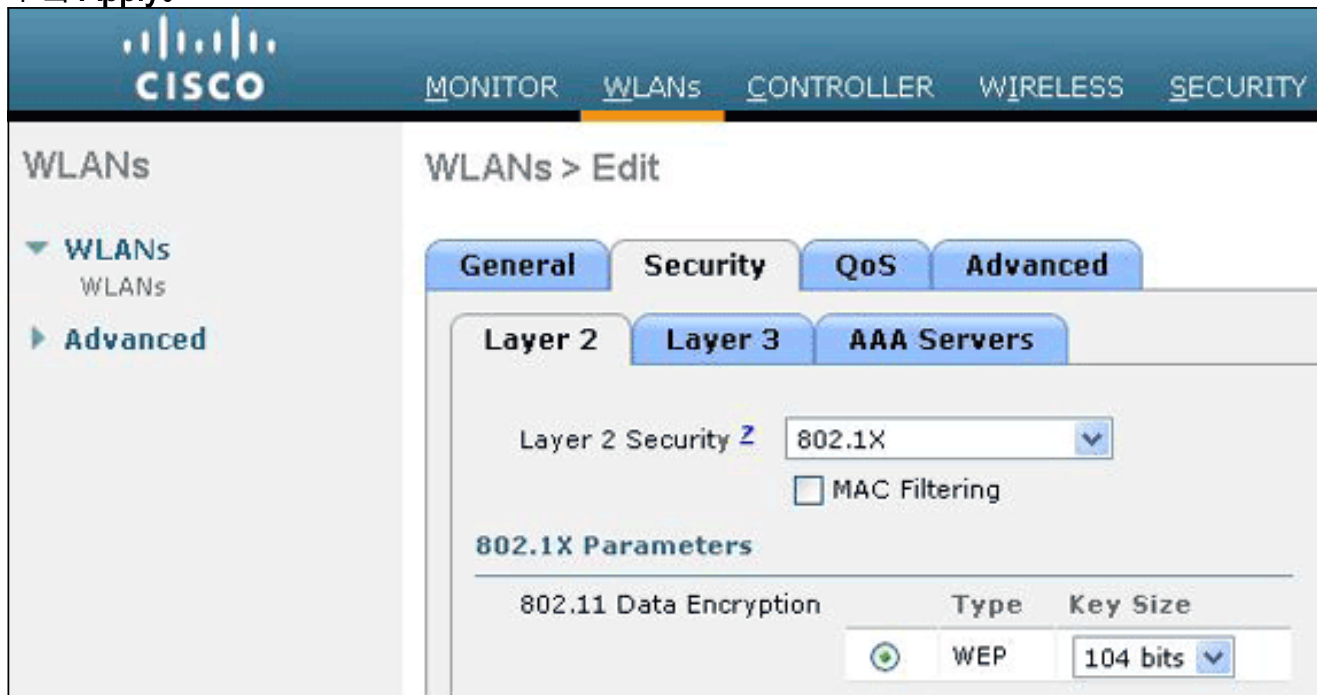 Apply。
CISCO
MONITOR WLANs CONTROLLER WIRELESS SECURITY
WLANs
WLANs
WLANs
Advanced
WLANs > Edit
General Security QoS Advanced
Layer 2 Layer 3 AAA Servers
Layer 2 Security 802.1X
MAC Filtering
802.1X Parameters
802.11 Data Encryption Type Key Size
WEP 104 bits